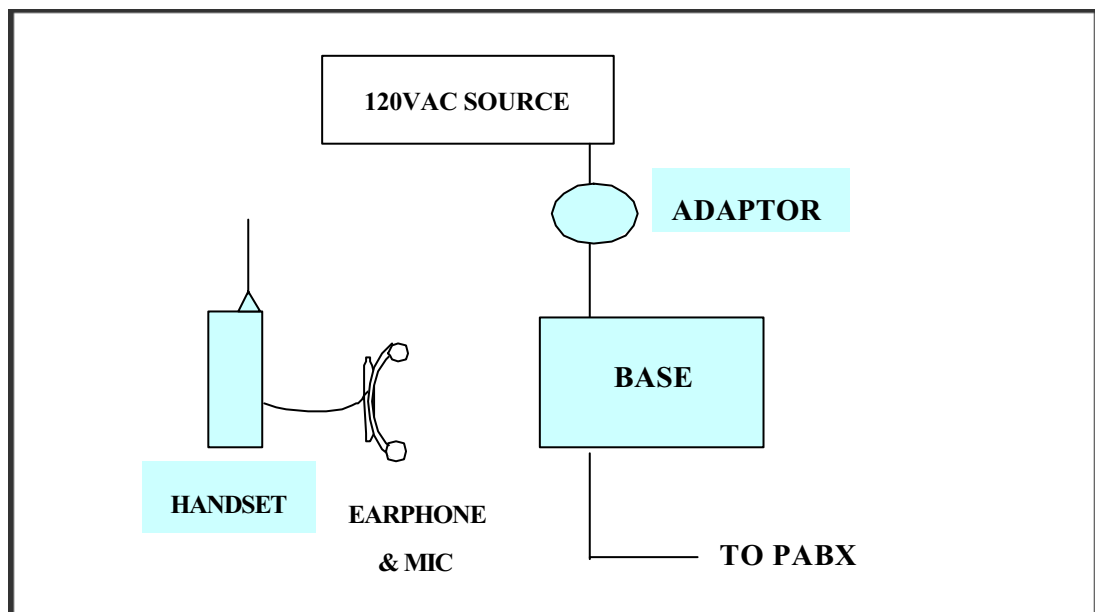 120VAC SOURCE
ADAPTOR
BASE
HANDSET
EARPHONE
& MIC
TO PABX